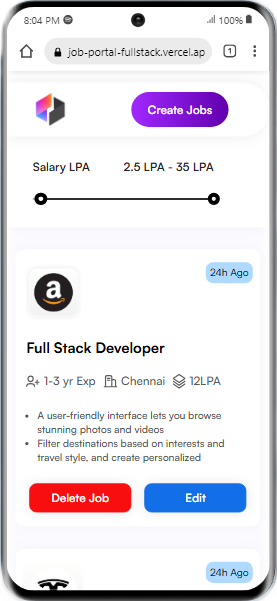 8:04 PM
100%
job-portal-fullstack.vercel.ap
1
Create Jobs
Salary LPA 2.5 LPA - 35 LPA
24h Ago
Full Stack Developer
1-3 yr Exp Chennai 12LPA
• A user-friendly interface lets you browse
stunning photos and videos
• Filter destinations based on interests and
travel style, and create personalized
Delete Job Edit
24h Ago